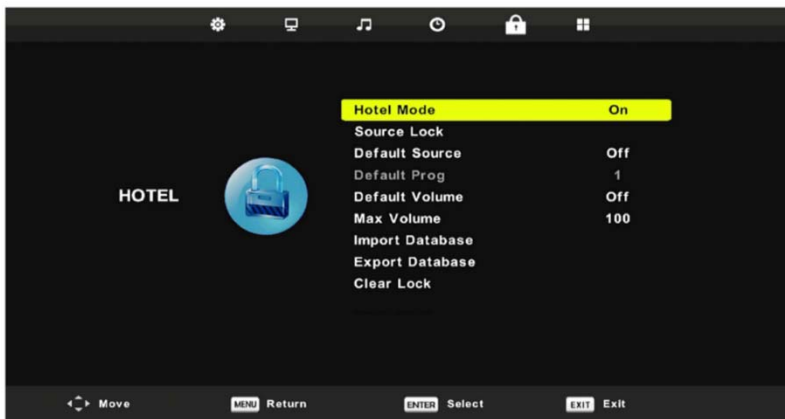 Hotel Mode On
Source Lock
Default Source Off
Default Prog 1
HOTEL
Default Volume Off
Max Volume 100
Import Database
Export Database
Clear Lock
Move MENU Return ENTER Select EXIT Exit